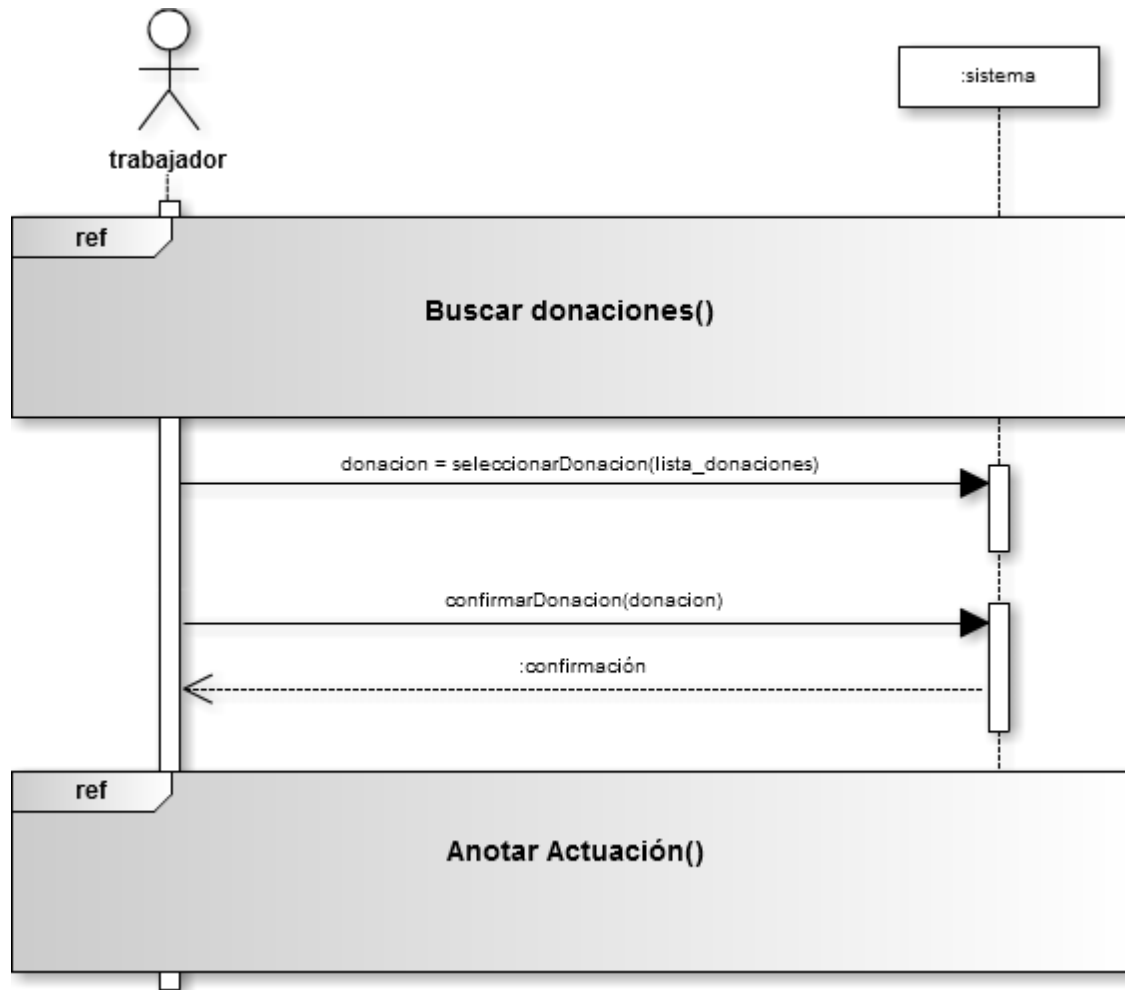 :sistema
trabajador
ref
Buscar donaciones()
donacion = seleccionarDonacion(lista_donaciones)
confirmarDonacion(donacion)
:confirmación
ref
Anotar Actuación()